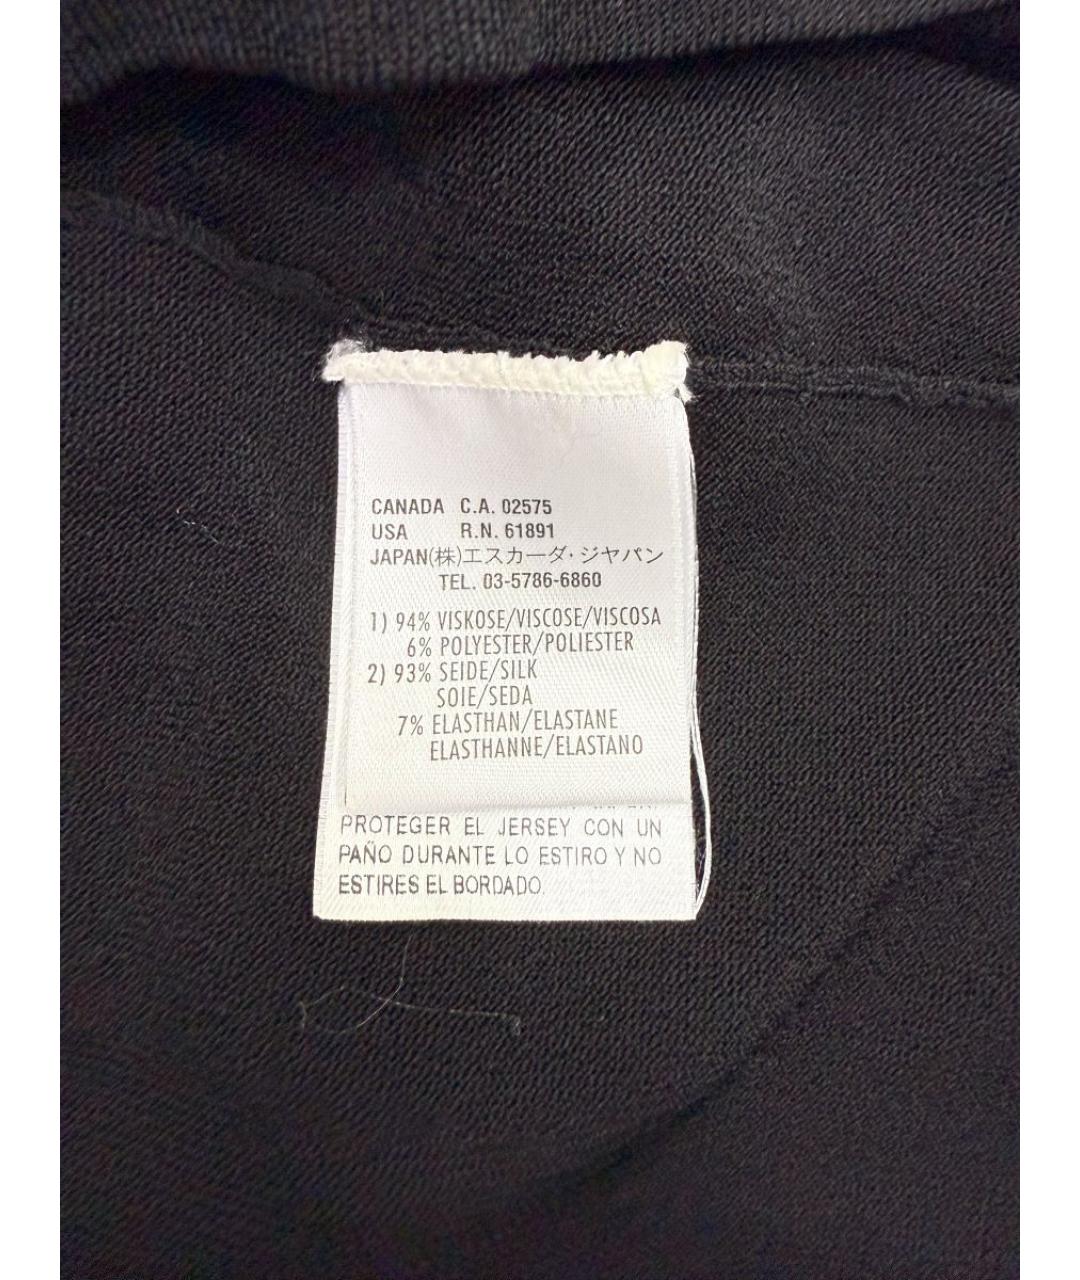 CANADA C.A. 02575
USA R.N. 61891
JAPAN(株)エスカーダ・ジャパン
TEL. 03-5786-6860
1) 94% VISKOSE/VISCOSE/VISCOSA
6% POLYESTER/POLIESTER
2) 93% SEIDE/SILK
SOIE/SEDA
7% ELASTHAN/ELASTANE
ELASTHANNE/ELASTANO
PROTEGER EL JERSEY CON UN
PAÑO DURANTE LO ESTIRO Y NO
ESTIRES EL BORDADO.